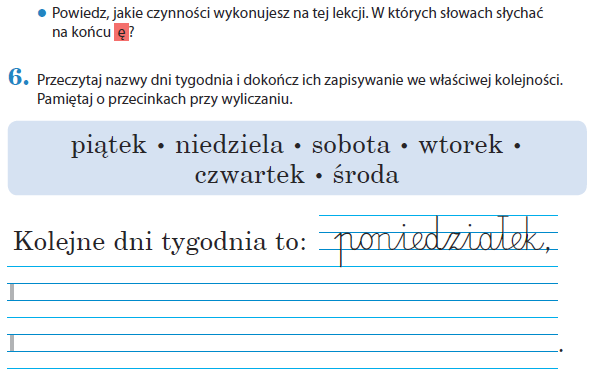 • Powiedz, jakie czynności wykonujesz na tej lekcji. W których słowach słychać
na końcu ę?
6. Przeczytaj nazwy dni tygodnia i dokończ ich zapisywanie we właściwej kolejności.
Pamiętaj o przecinkach przy wyliczaniu.
piątek • niedziela • sobota • wtorek •
czwartek • środa
Kolejne dni tygodnia to: poniedziałek,
.